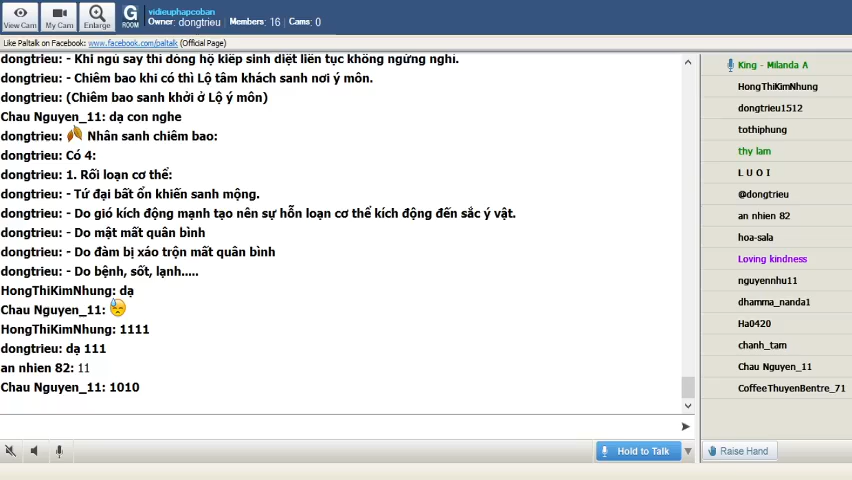 View Cam
My Cam
Enlarge
G
ROOM
vidieuphapcoban
Owner: dongtrieu Members: 16 Cams: 0
Like Paltalk on Facebook: www.facebook.com/paltalk (Official Page)
dongtrieu: - Khi ngủ say thì dòng hộ kiếp sinh diệt liên tục không ngừng nghỉ.
dongtrieu: - Chiêm bao khi có thì Lộ tâm khách sanh nơi ý môn.
dongtrieu: (Chiêm bao sanh khởi ở Lộ ý môn)
Chau Nguyen_11: dạ con nghe
dongtrieu: Nhân sanh chiêm bao:
dongtrieu: Có 4:
dongtrieu: 1. Rối loạn cơ thể:
dongtrieu: - Tứ đại bất ổn khiến sanh mộng.
dongtrieu: - Do gió kích động mạnh tạo nên sự hỗn loạn cơ thể kích động đến sắc ý vật.
dongtrieu: - Do mật mất quân bình
dongtrieu: - Do đàm bị xáo trộn mất quân bình
dongtrieu: - Do bệnh, sốt, lạnh.....
HongThiKimNhung: dạ
Chau Nguyen_11:
HongThiKimNhung: 1111
dongtrieu: dạ 111
an nhien 82: 11
Chau Nguyen_11: 1010
Hold to Talk
King - Milanda A
HongThiKimNhung
dongtrieu1512
tothiphung
thy lam
L U O I
@dongtrieu
an nhien 82
hoa-sala
Loving kindness
nguyennhu11
dhamma_nanda1
Ha0420
chanh_tam
Chau Nguyen_11
CoffeeThuyenBentre_71
Raise Hand